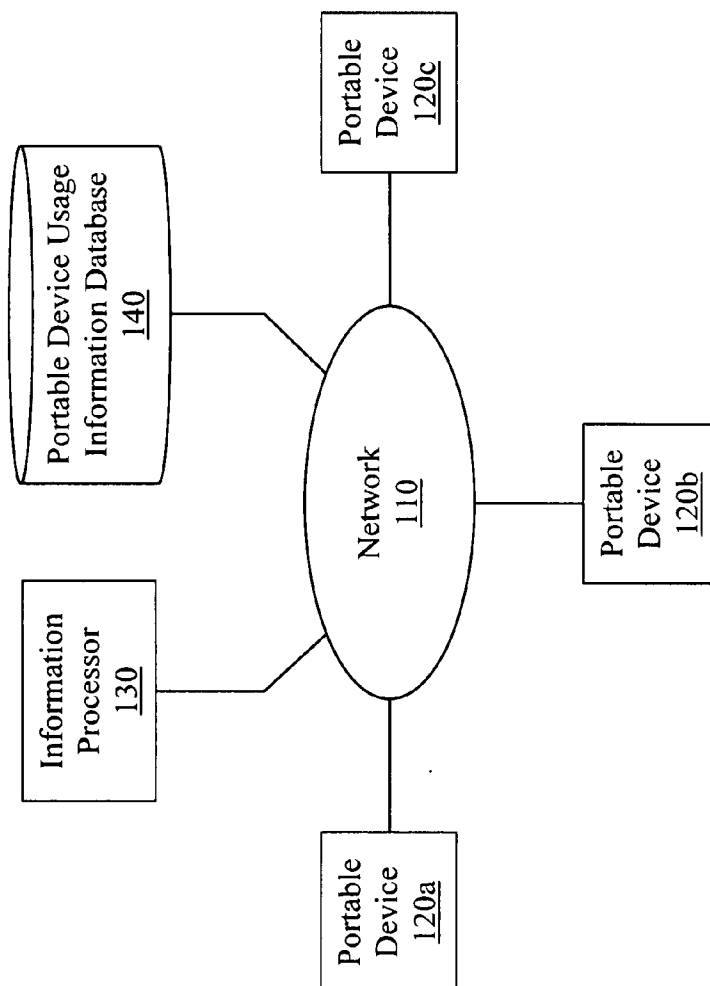 Information
Processor
130
Portable Device Usage
Information Database
140
Network
110
Portable
Device
120a
Portable
Device
120b
Portable
Device
120c